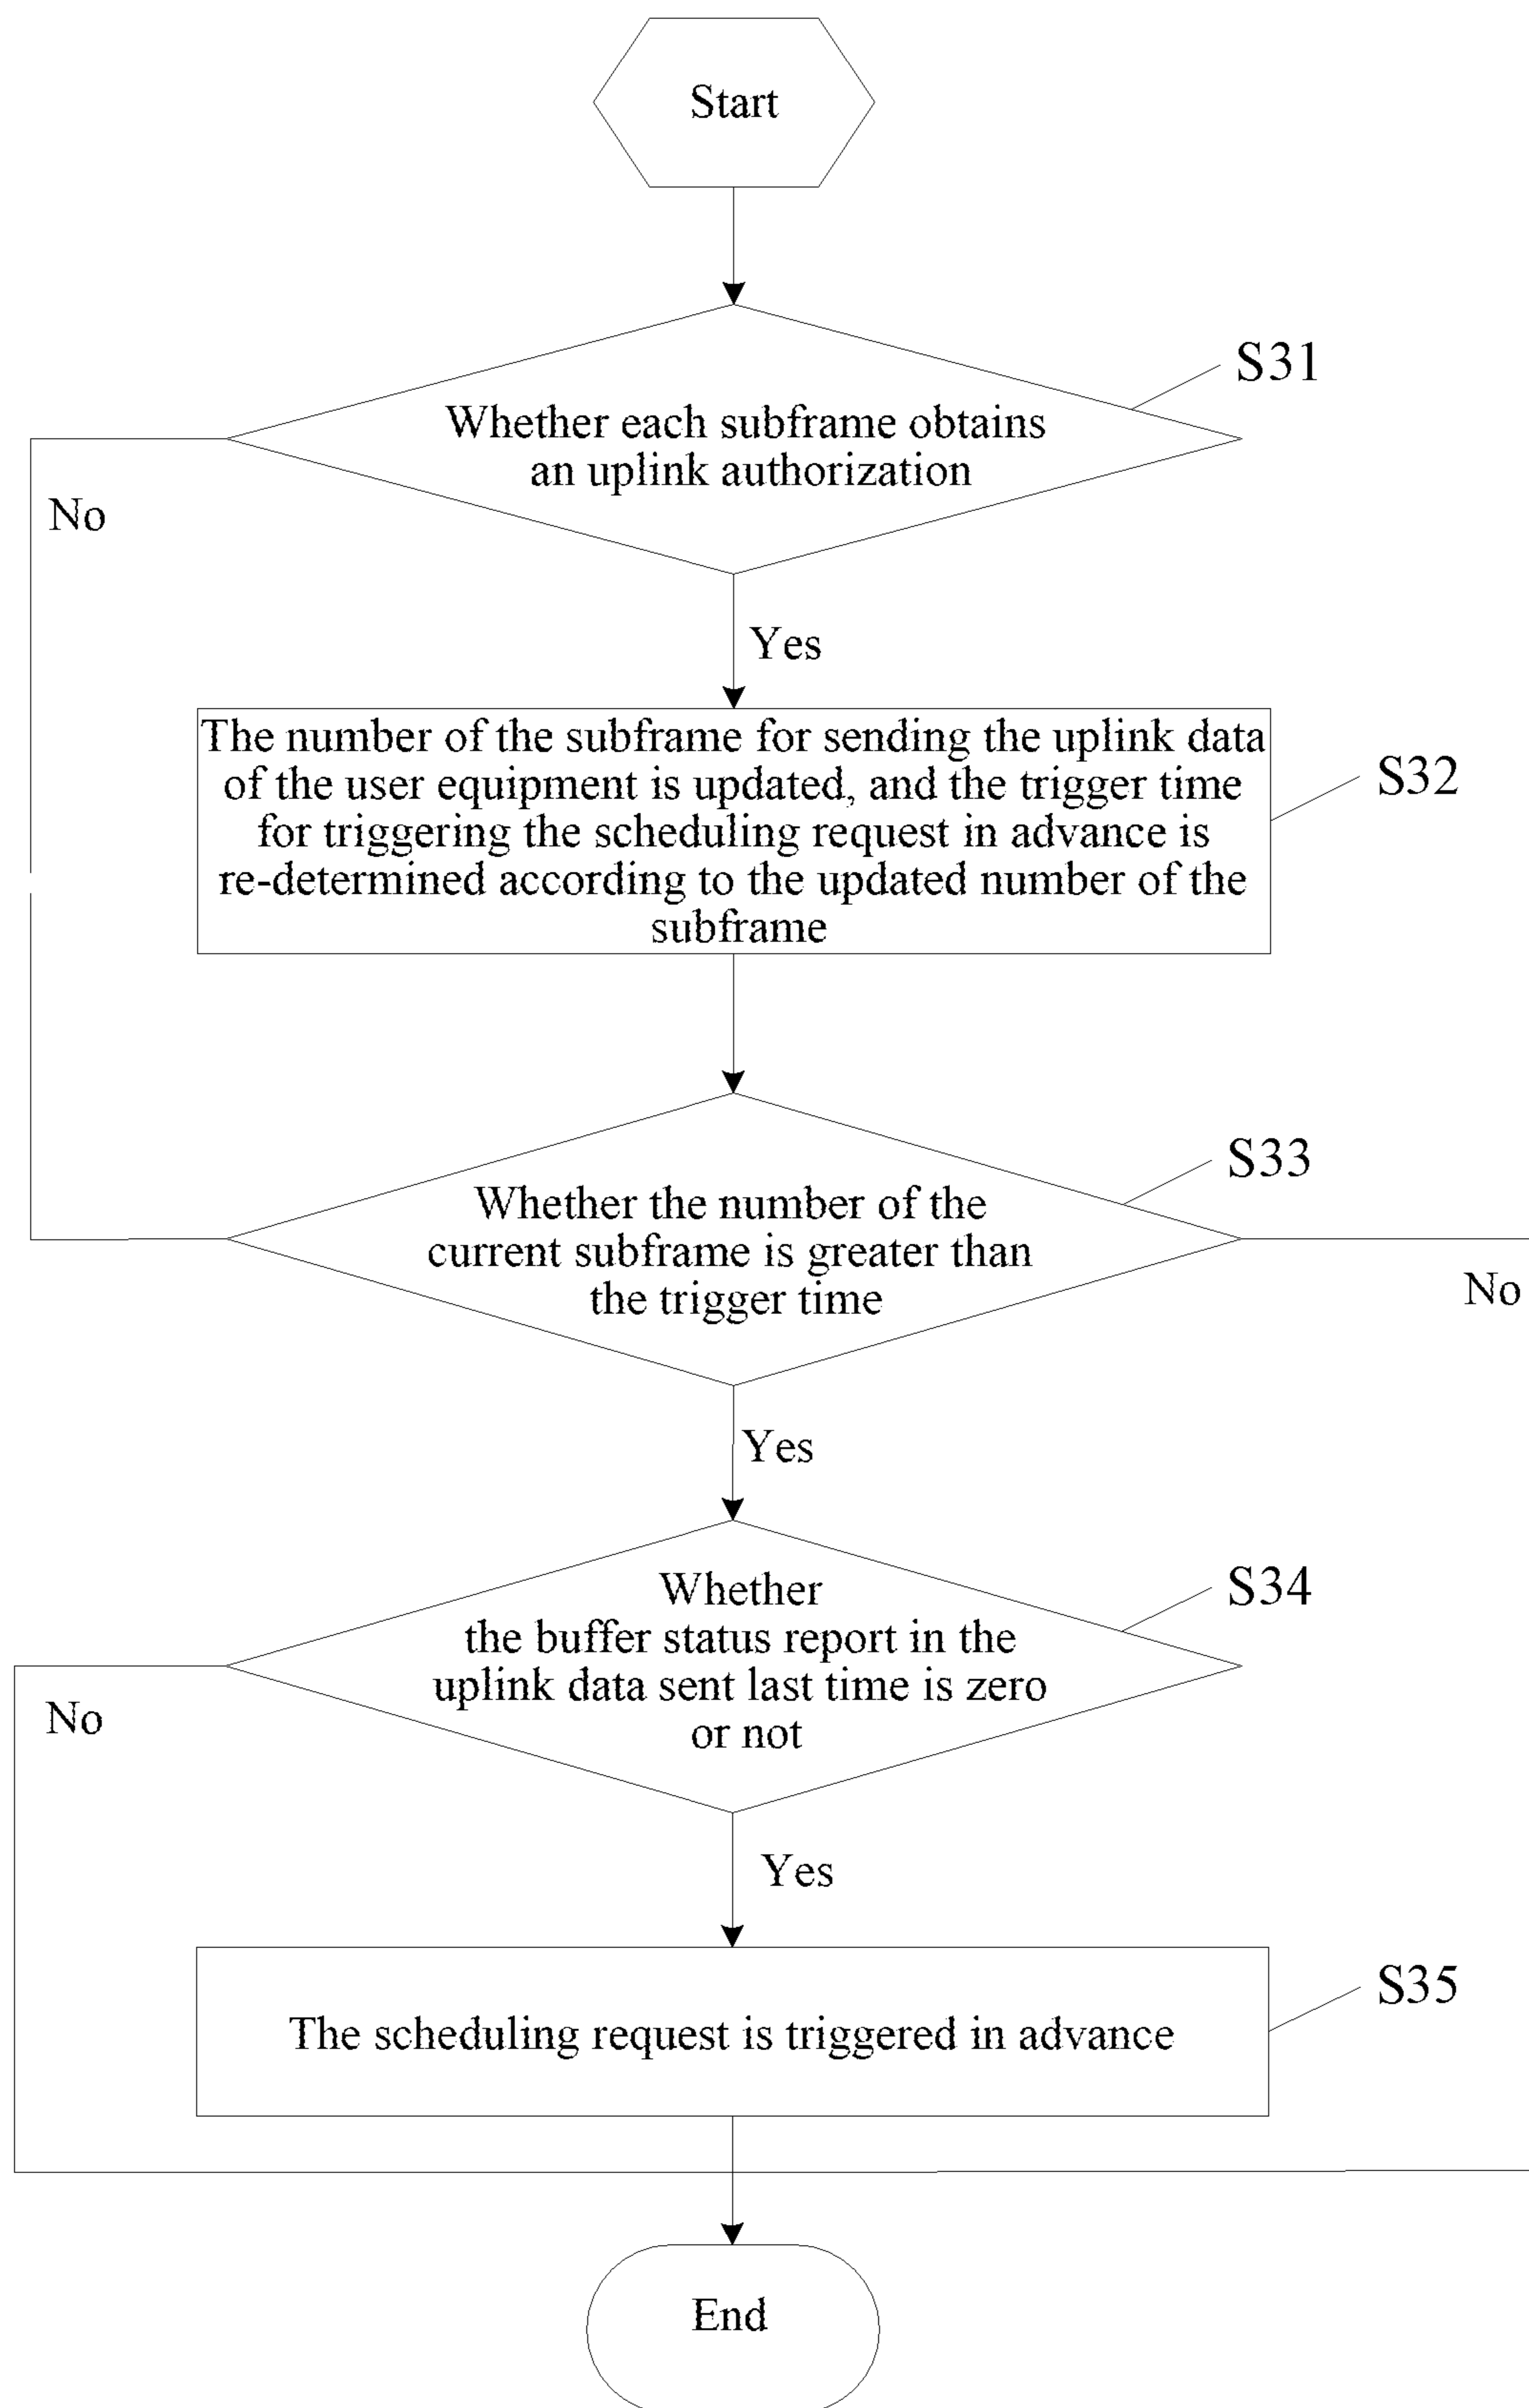 Start
S31
Whether each subframe obtains
an uplink authorization
No
Yes
The number of the subframe for sending the uplink data
of the user equipment is updated, and the trigger time
for triggering the scheduling request in advance is
re-determined according to the updated number of the
subframe
S32
S33
Whether the number of the
current subframe is greater than
the trigger time
No
Yes
S34
Whether
the buffer status report in the
uplink data sent last time is zero
or not
No
Yes
S35
The scheduling request is triggered in advance
End